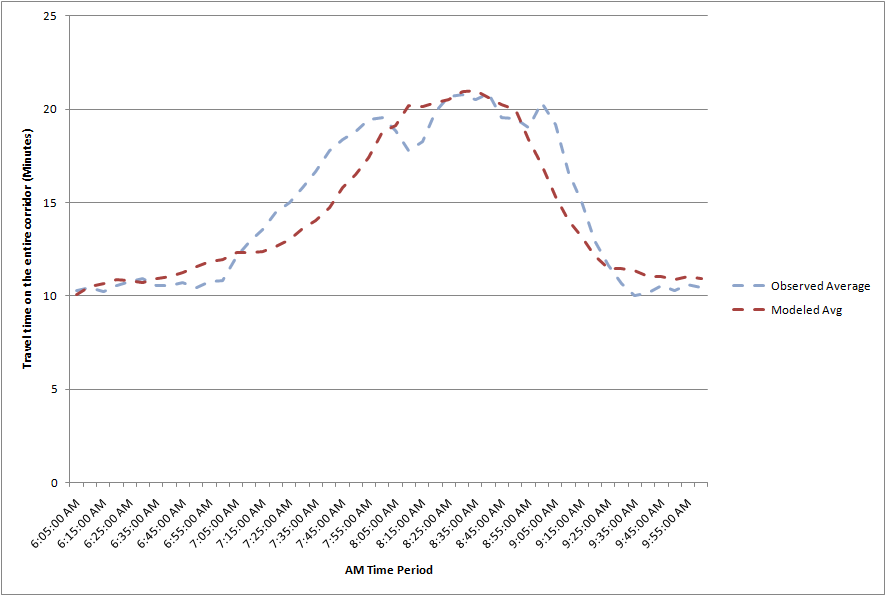 25
20
15
10
5
0
Travel time on the entire corridor (Minutes)
6:05:00 AM
6:15:00 AM
6:25:00 AM
6:35:00 AM
6:45:00 AM
6:55:00 AM
7:05:00 AM
7:15:00 AM
7:25:00 AM
7:35:00 AM
7:45:00 AM
7:55:00 AM
8:05:00 AM
8:15:00 AM
8:25:00 AM
8:35:00 AM
8:45:00 AM
8:55:00 AM
9:05:00 AM
9:15:00 AM
9:25:00 AM
9:35:00 AM
9:45:00 AM
9:55:00 AM
AM Time Period
Observed Average
Modeled Avg